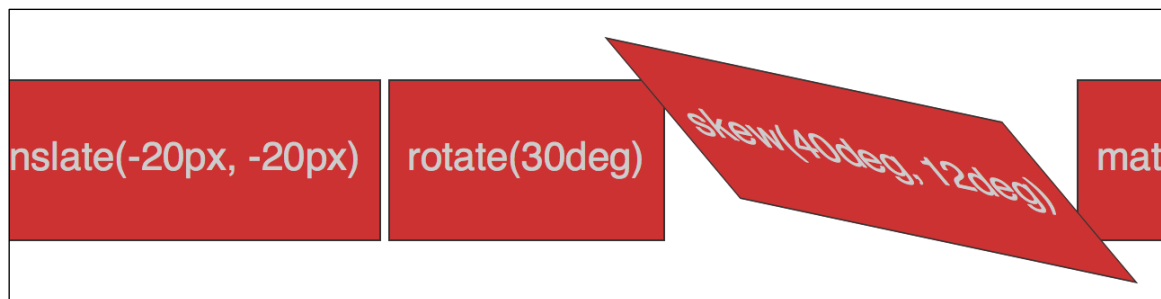 nslate(-20px, -20px)
rotate(30deg)
skew(40deg, 12deg)
mat